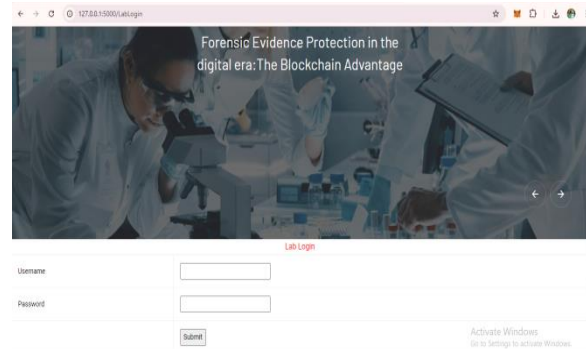 127.0.0.1:5000/LabLogin
Forensic Evidence Protection in the
digital era:The Blockchain Advantage
Lab Login
Username
Password
Submit
Activate Windows
Go to Settings to activate Windows.